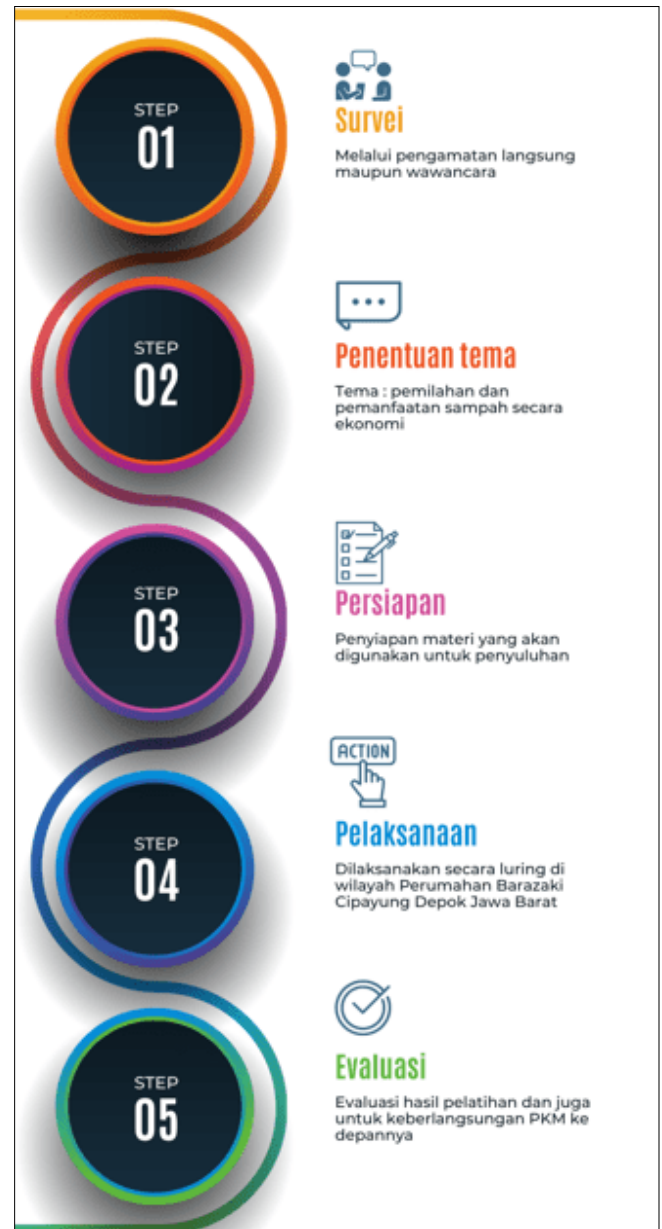 STEP
01
Survei
Melalui pengamatan langsung
maupun wawancara
STEP
02
Penentuan tema
Tema : pemilahan dan
pemanfaatan sampah secara
ekonomi
STEP
03
Persiapan
Penyiapan materi yang akan
digunakan untuk penyuluhan
STEP
04
ACTION
Pelaksanaan
Dilaksanakan secara luring di
wilayah Perumahan Barazaki
Cipayung Depok Jawa Barat
STEP
05
Evaluasi
Evaluasi hasil pelatihan dan juga
untuk keberlangsungan PKM ke
depannya